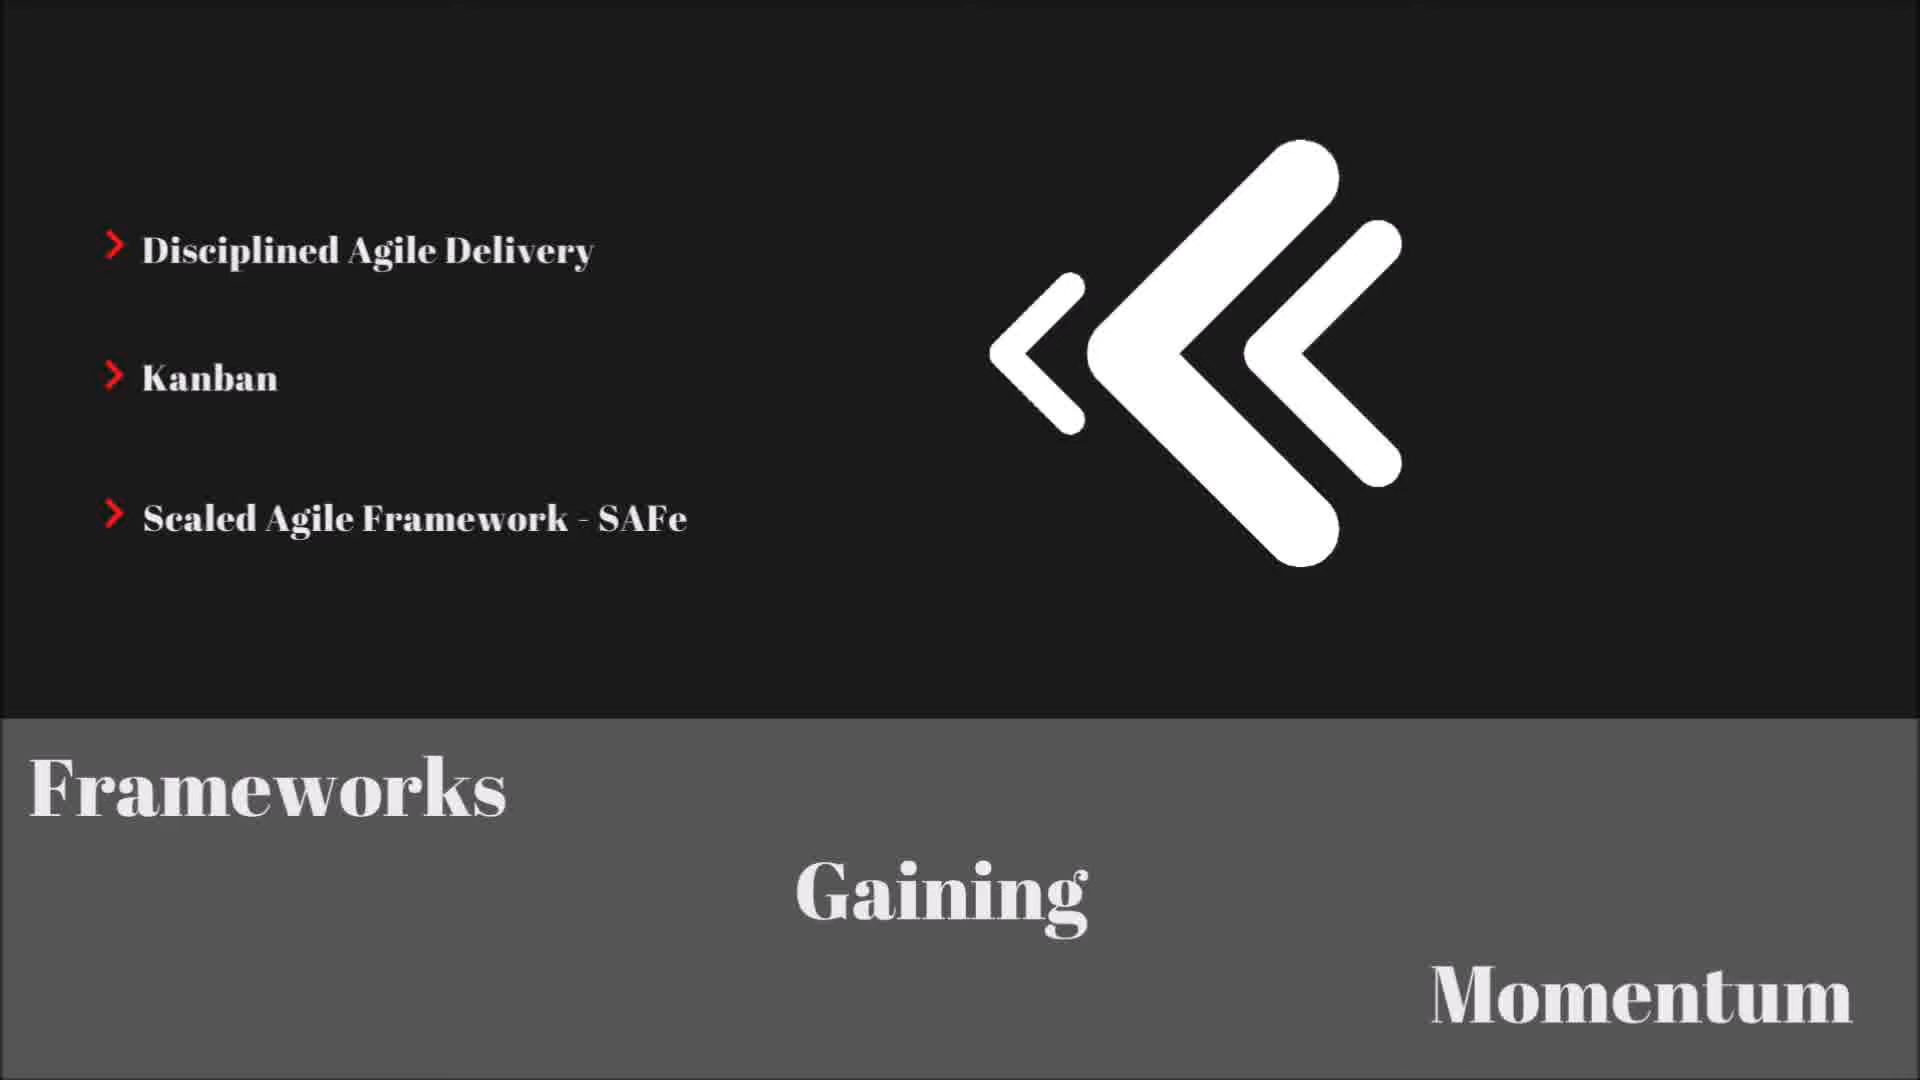 Disciplined Agile Delivery
Kanban
Scaled Agile Framework - SAFe
Frameworks
Gaining
Momentum